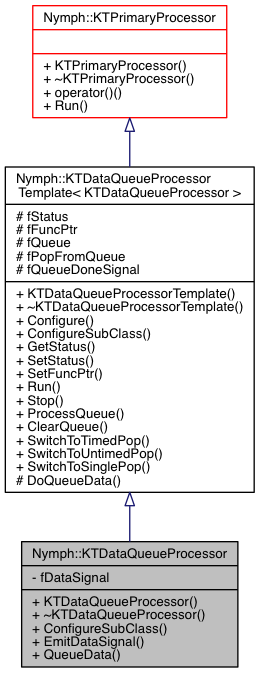 Nymph::KTPrimaryProcessor
+ KTPrimaryProcessor()
+ ~KTPrimaryProcessor()
+ operator()()
+ Run()
Nymph::KTDataQueueProcessor
Template< KTDataQueueProcessor >
# fStatus
# fFuncPtr
# fQueue
# fPopFromQueue
# fQueueDoneSignal
+ KTDataQueueProcessorTemplate()
+ ~KTDataQueueProcessorTemplate()
+ Configure()
+ ConfigureSubClass()
+ GetStatus()
+ SetStatus()
+ SetFuncPtr()
+ Run()
+ Stop()
+ ProcessQueue()
+ ClearQueue()
+ SwitchToTimedPop()
+ SwitchToUntimedPop()
+ SwitchToSinglePop()
# DoQueueData()
Nymph::KTDataQueueProcessor
- fDataSignal
+ KTDataQueueProcessor()
+ ~KTDataQueueProcessor()
+ ConfigureSubClass()
+ EmitDataSignal()
+ QueueData()